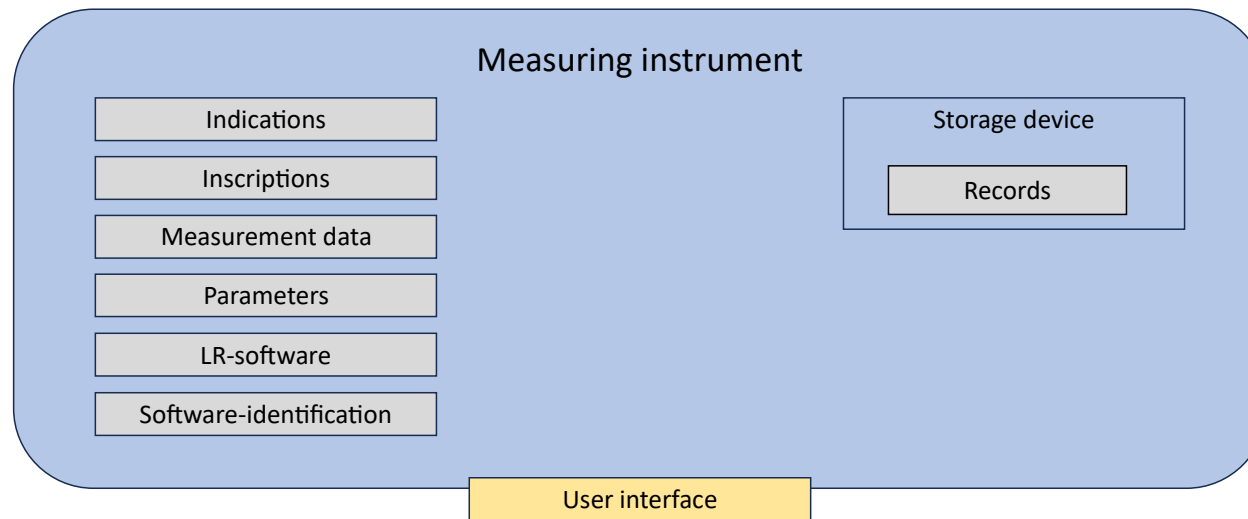 Measuring instrument
Indications
Inscriptions
Measurement data
Parameters
LR-software
Software-identification
Storage device
Records
User interface